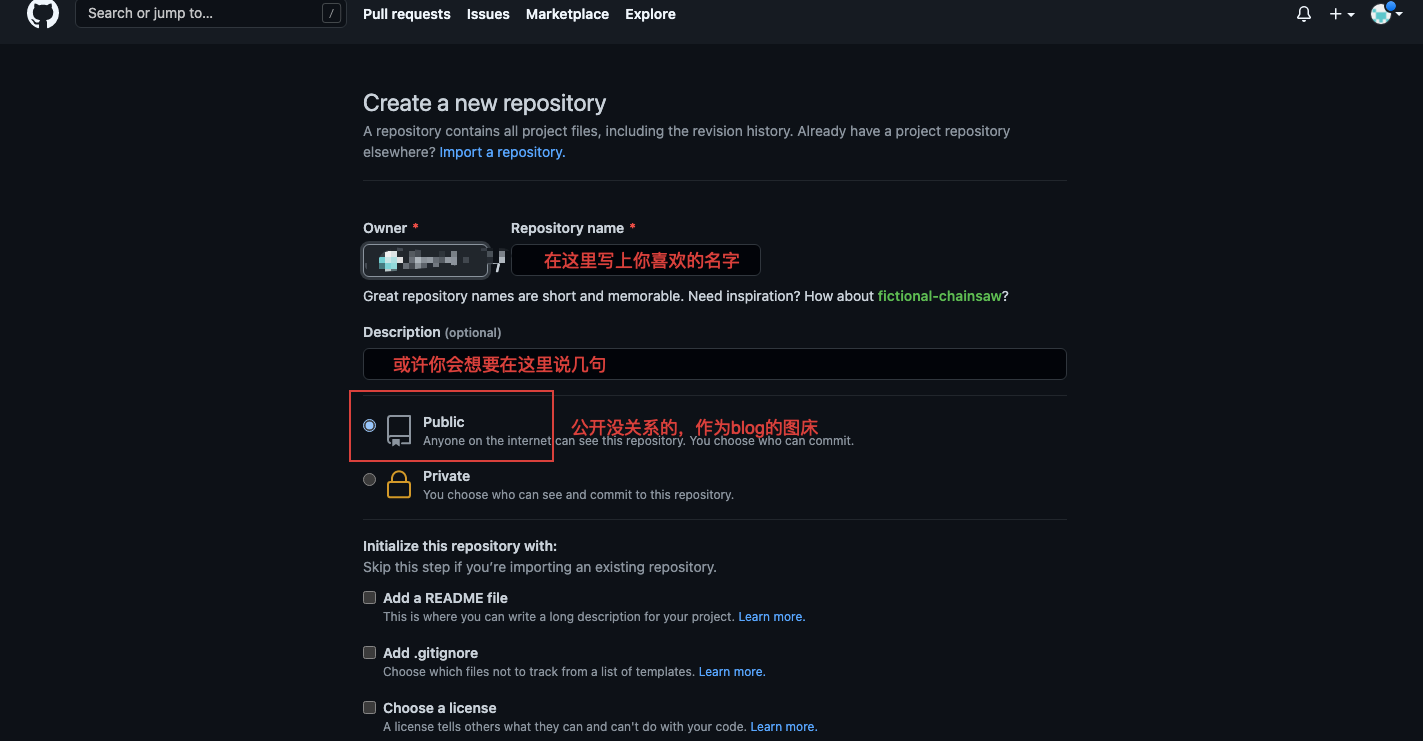 Search or jump to... /
Pull requests Issues Marketplace Explore
Create a new repository
A repository contains all project files, including the revision history. Already have a project repository
elsewhere? Import a repository.
Owner * Repository name *
/ 在这里写上你喜欢的名字
Great repository names are short and memorable. Need inspiration? How about fictional-chainsaw?
Description (optional)
或许你会想要在这里说几句
Public
公开没关系的，作为blog的图床
Anyone on the internet can see this repository. You choose who can commit.
Private
You choose who can see and commit to this repository.
Initialize this repository with:
Skip this step if you’re importing an existing repository.
Add a README file
This is where you can write a long description for your project. Learn more.
Add .gitignore
Choose which files not to track from a list of templates. Learn more.
Choose a license
A license tells others what they can and can't do with your code. Learn more.